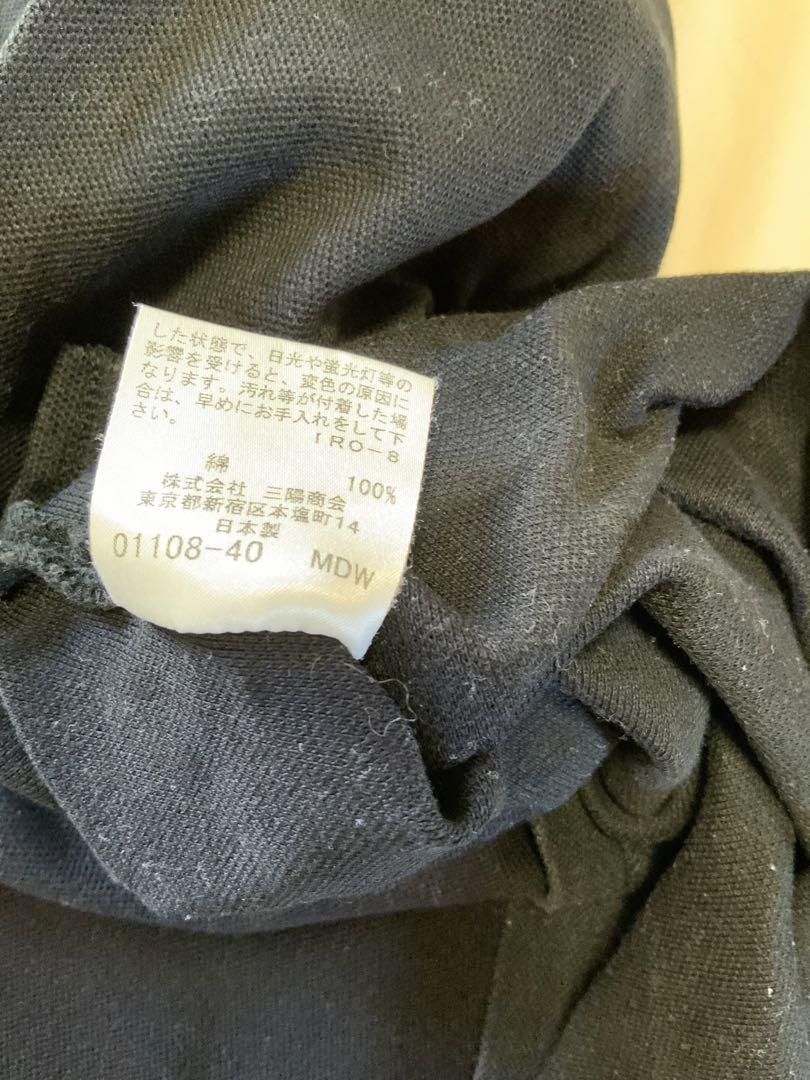 した状態で、日光や蛍光灯等の
影響を受けると、変色の原因に
なります。汚れ等が付着した場
合は、早めにお手入れをして下
さい。
IRO-8
綿 100%
株式会社 三陽商会
東京都新宿区本塩町14
日本製
01108-40 MDW